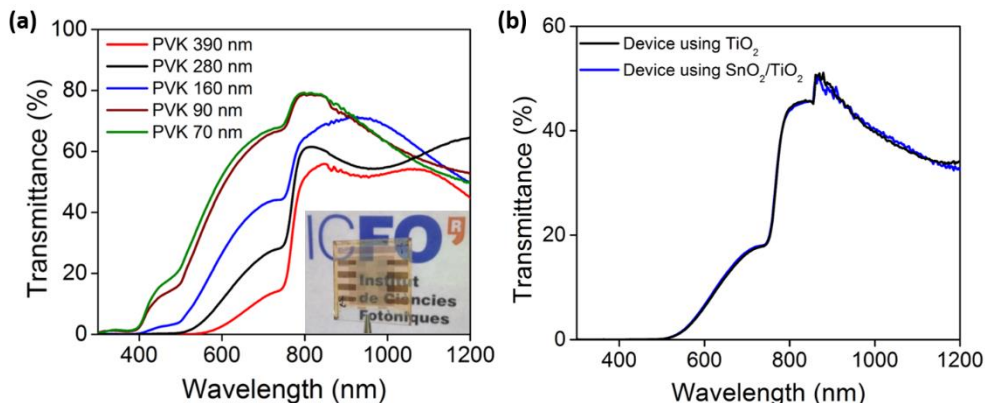 (a)
100
80
60
40
20
0
Transmittance (%)
PVK 390 nm
PVK 280 nm
PVK 160 nm
PVK 90 nm
PVK 70 nm
ICFO
R
Institut
de Ciencies
Fotòniques
400
600
800
1000
1200
Wavelength (nm)
(b)
60
40
20
0
Transmittance (%)
Device using TiO₂
Device using SnO₂/TiO₂
400
600
800
1000
1200
Wavelength (nm)